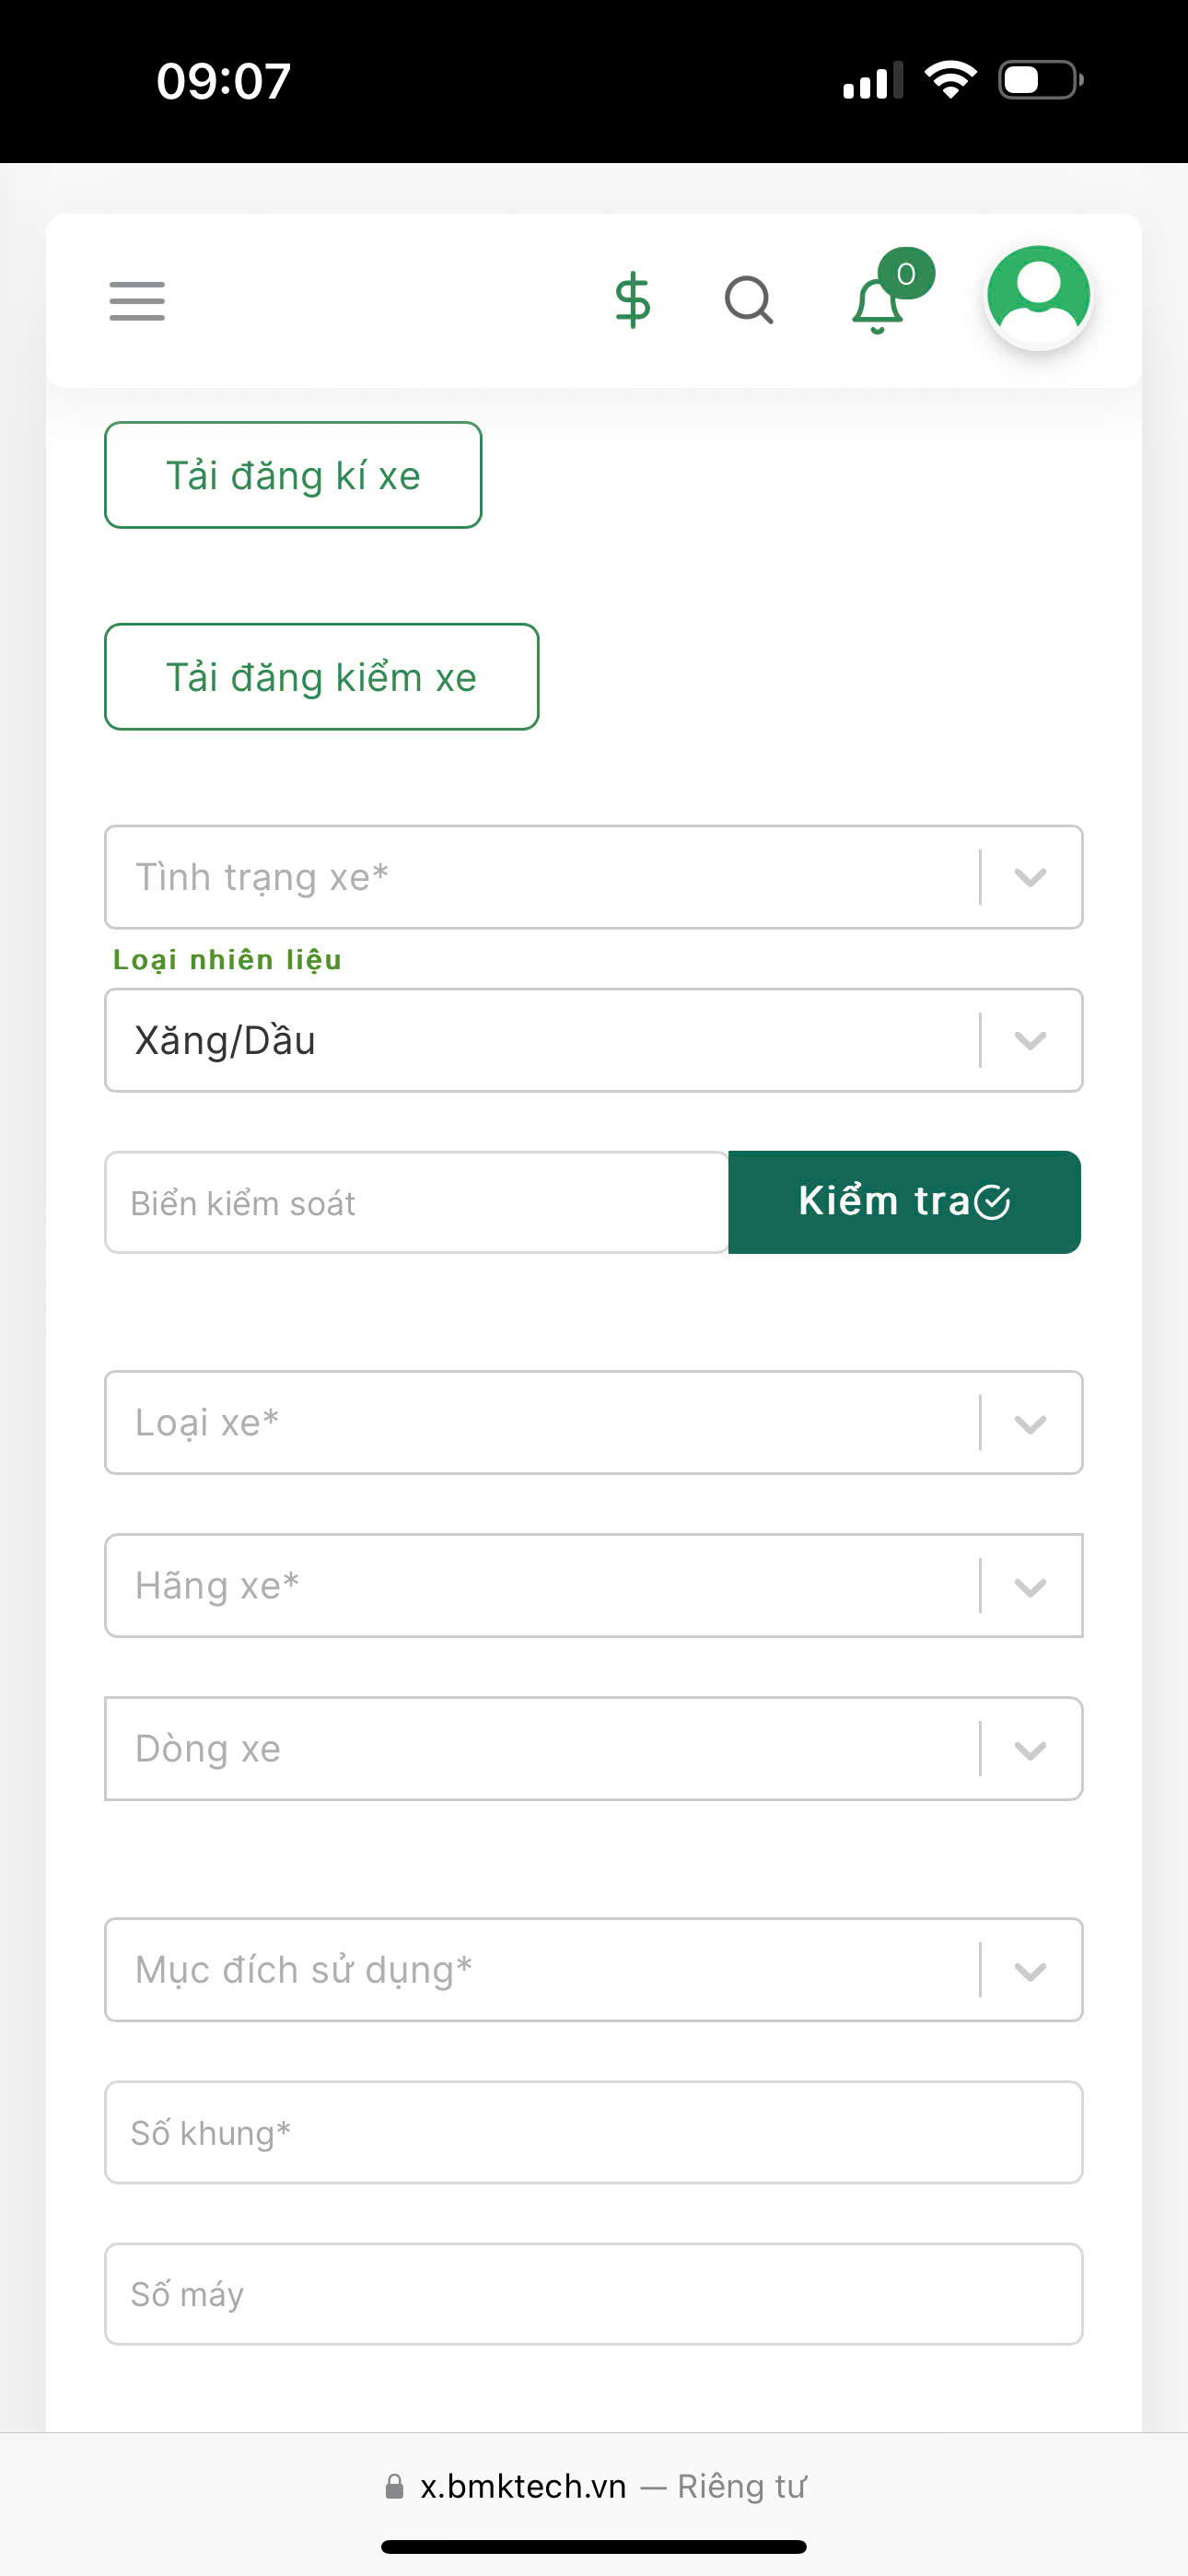 09:07
$
0
Tải đăng kí xe
Tải đăng kiểm xe
Tình trạng xe*
Loại nhiên liệu
Xăng/Dầu
Biển kiểm soát
Kiểm tra
Loại xe*
Hãng xe*
Dòng xe
Mục đích sử dụng*
Số khung*
Số máy
x.bmktech.vn — Riêng tư